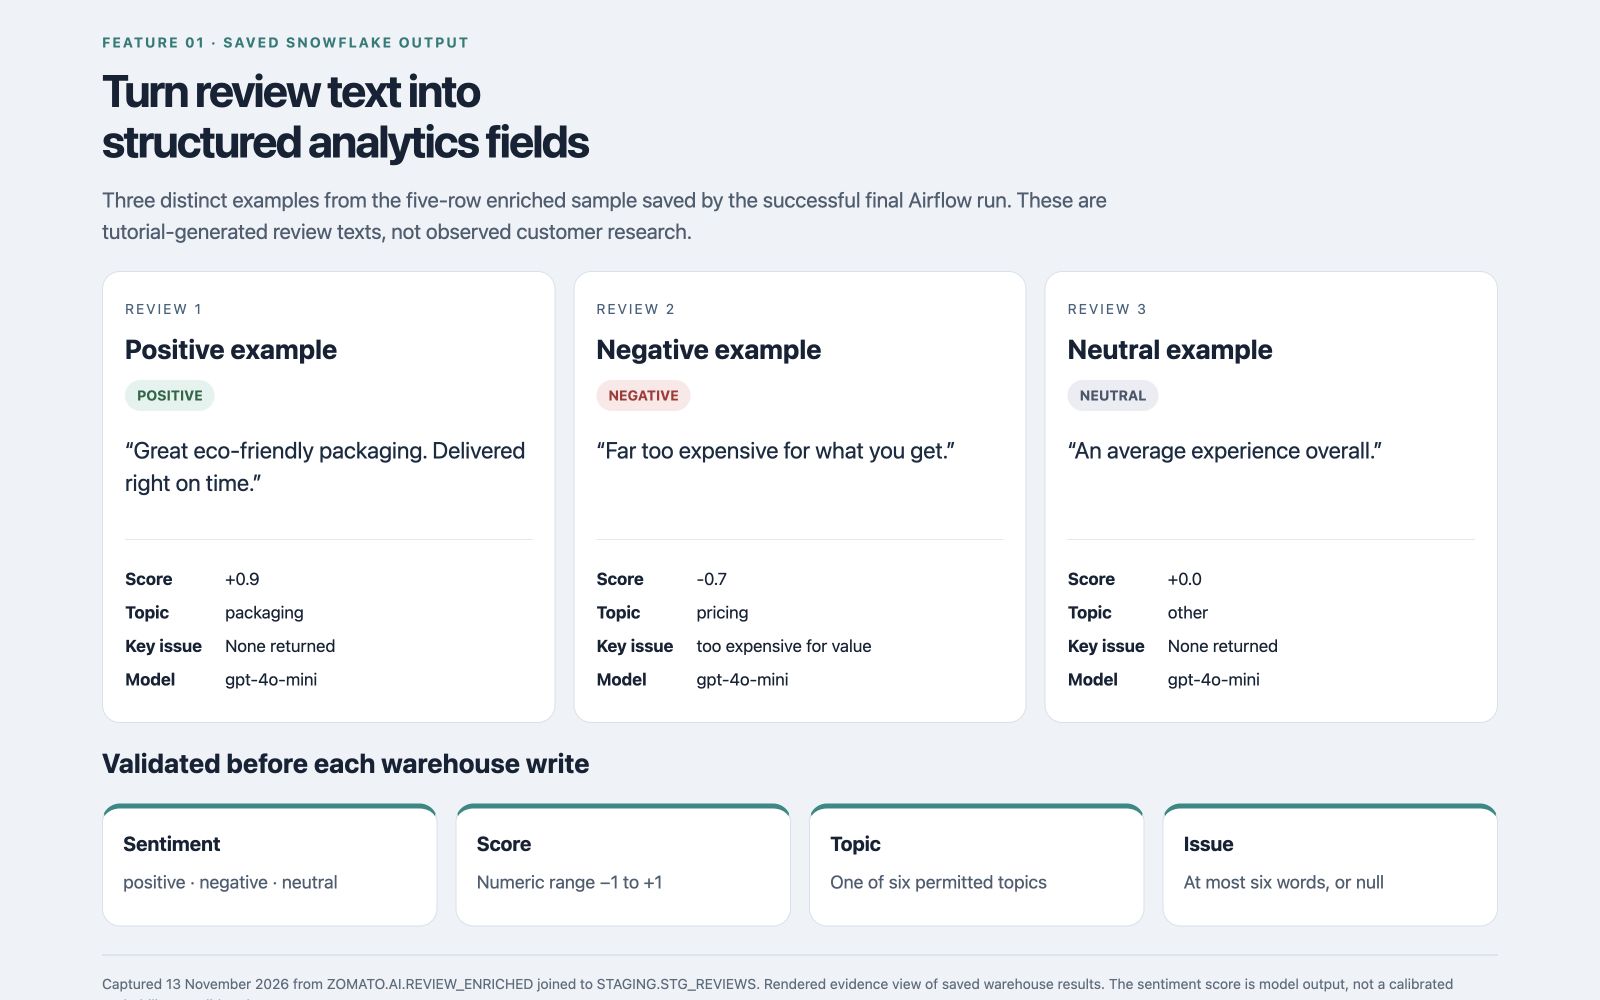 FEATURE 01 · SAVED SNOWFLAKE OUTPUT
Turn review text into
structured analytics fields
Three distinct examples from the five-row enriched sample saved by the successful final Airflow run. These are
tutorial-generated review texts, not observed customer research.
REVIEW 1
Positive example
POSITIVE
“Great eco-friendly packaging. Delivered
right on time.”
Score +0.9
Topic packaging
Key issue None returned
Model gpt-4o-mini
REVIEW 2
Negative example
NEGATIVE
“Far too expensive for what you get.”
Score -0.7
Topic pricing
Key issue too expensive for value
Model gpt-4o-mini
REVIEW 3
Neutral example
NEUTRAL
“An average experience overall.”
Score +0.0
Topic other
Key issue None returned
Model gpt-4o-mini
Validated before each warehouse write
Sentiment
positive · negative · neutral
Score
Numeric range −1 to +1
Topic
One of six permitted topics
Issue
At most six words, or null
Captured 13 November 2026 from ZOMATO.AI.REVIEW_ENRICHED joined to STAGING.STG_REVIEWS. Rendered evidence view of saved warehouse results. The sentiment score is model output, not a calibrated